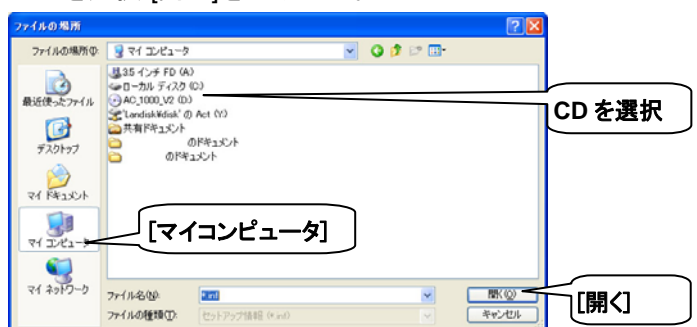 ファイルの場所
ファイルの場所(I):
マイ コンピュータ
最近使ったファイル
デスクトップ
マイ ドキュメント
マイ コンピュータ
マイ ネットワーク
3.5 インチ FD (A:)
ローカル ディスク (C:)
AC_1000_V2 (D:)
'Landisk¥disk' の Act (Y:)
共有ドキュメント
のドキュメント
のドキュメント
CD を選択
[マイコンピュータ]
ファイル名(N):
*.inf
開く(O)
[開く]
ファイルの種類(T):
セットアップ情報 (*.inf)
キャンセル